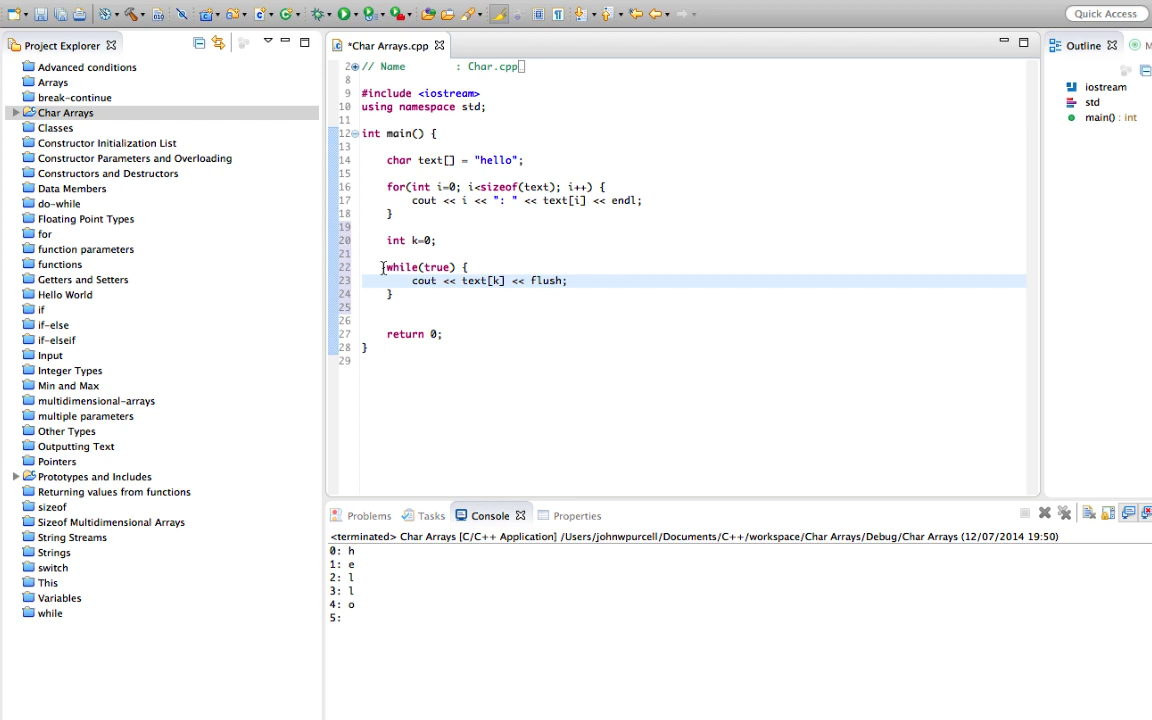 Quick Access
Project Explorer
Advanced conditions
Arrays
break-continue
Char Arrays
Classes
Constructor Initialization List
Constructor Parameters and Overloading
Constructors and Destructors
Data Members
do-while
Floating Point Types
for
function parameters
functions
Getters and Setters
Hello World
if
if-else
if-elseif
Input
Integer Types
Min and Max
multidimensional-arrays
multiple parameters
Other Types
Outputting Text
Pointers
Prototypes and Includes
Returning values from functions
sizeof
Sizeof Multidimensional Arrays
String Streams
Strings
switch
This
Variables
while
*Char Arrays.cpp
2 // Name : Char.cpp
8
9 #include <iostream>
10 using namespace std;
11
12 int main() {
13
14 char text[] = "hello";
15
16 for(int i=0; i<sizeof(text); i++) {
17 cout << i << ": " << text[i] << endl;
18 }
19
20 int k=0;
21
22 while(true) {
23 cout << text[k] << flush;
24 }
25
26
27 return 0;
28 }
29
Outline
M
iostream
std
main() : int
Problems
Tasks
Console
Properties
<terminated> Char Arrays [C/C++ Application] /Users/johnwpurcell/Documents/C++/workspace/Char Arrays/Debug/Char Arrays (12/07/2014 19:50)
0: h
1: e
2: l
3: l
4: o
5: